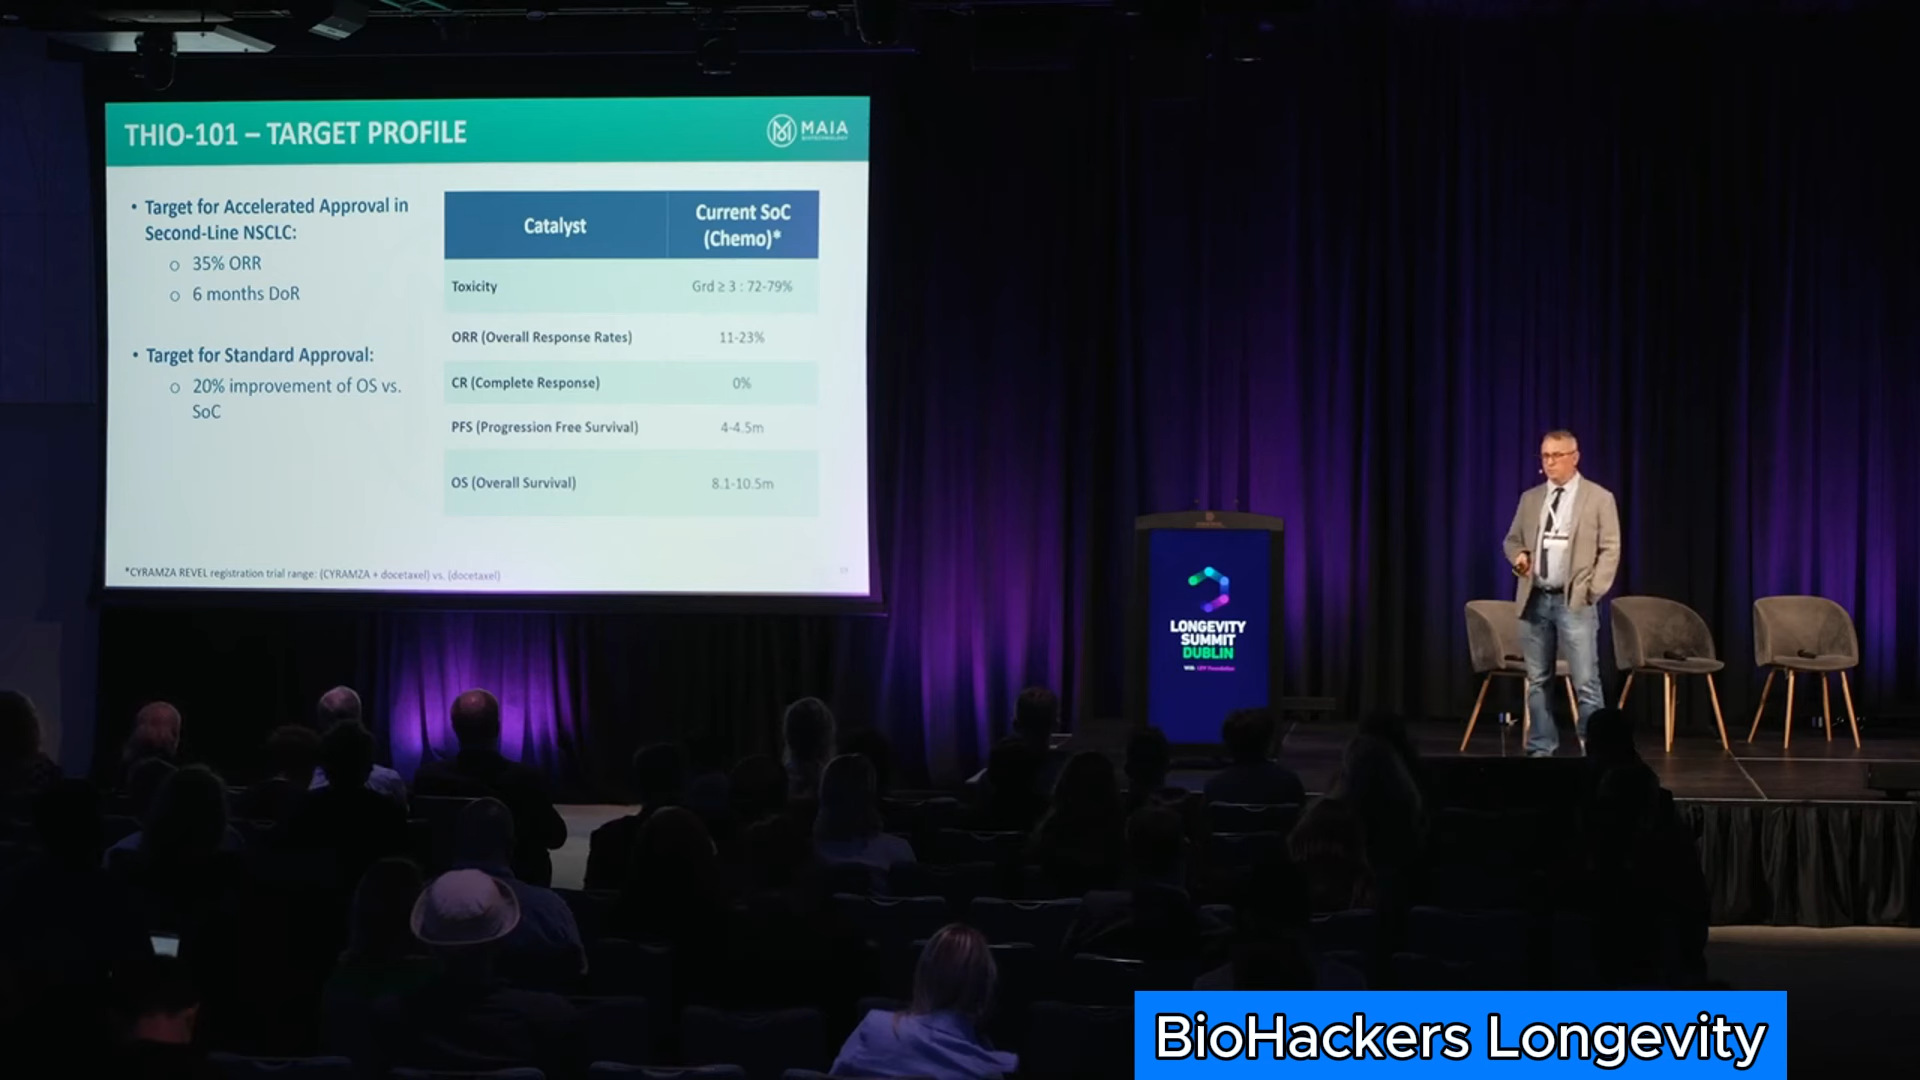 THIO-101 – TARGET PROFILE
MAIA
BIOTECHNOLOGY
• Target for Accelerated Approval in
Second-Line NSCLC:
o 35% ORR
o 6 months DoR
• Target for Standard Approval:
o 20% improvement of OS vs.
SoC
Catalyst
Current SoC
(Chemo)*
Toxicity
Grd ≥ 3 : 72-79%
ORR (Overall Response Rates)
11-23%
CR (Complete Response)
0%
PFS (Progression Free Survival)
4-4.5m
OS (Overall Survival)
8.1-10.5m
*CYRAMZA REVEL registration trial range: (CYRAMZA + docetaxel) vs. (docetaxel)
LONGEVITY
SUMMIT
DUBLIN
BioHackers Longevity